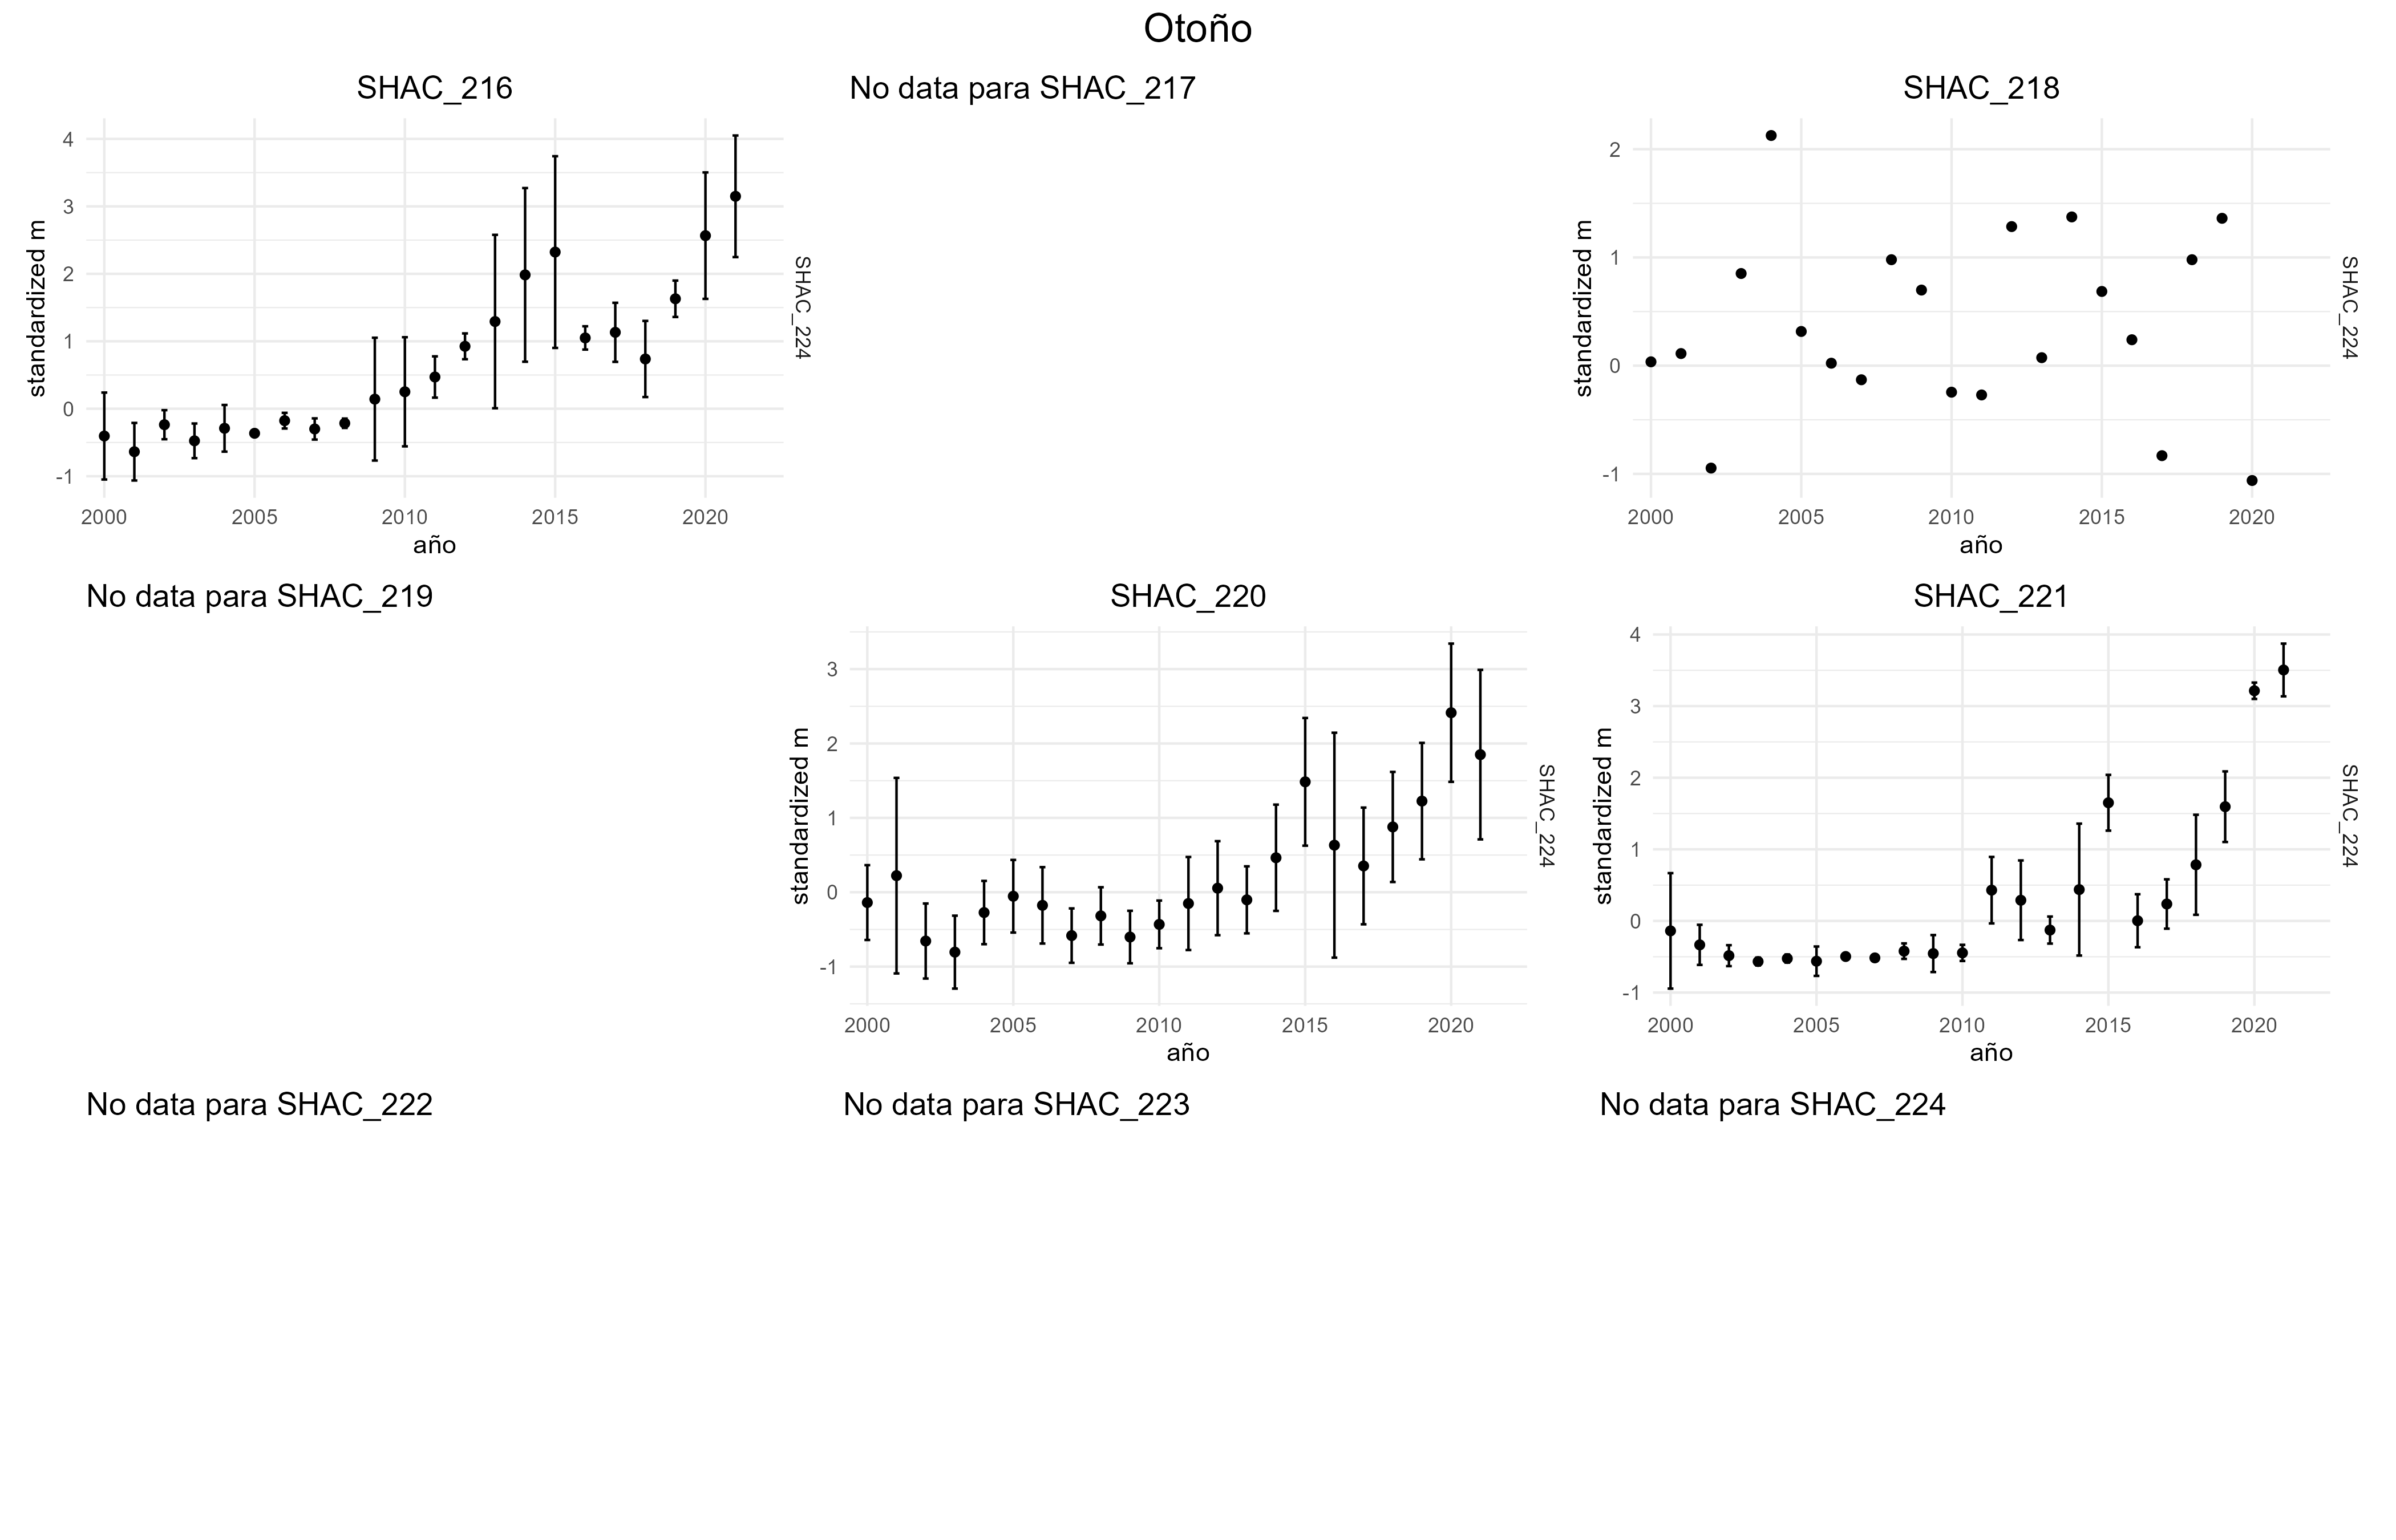 Otoño
SHAC_216
No data para SHAC_217
SHAC_218
4
3
2
1
0
-1
standardized m
SHAC_224
2000 2005 2010 2015 2020
año
2
1
0
-1
standardized m
SHAC_224
2000 2005 2010 2015 2020
año
No data para SHAC_219
SHAC_220
SHAC_221
3
2
1
0
-1
standardized m
SHAC_224
2000 2005 2010 2015 2020
año
4
3
2
1
0
-1
standardized m
SHAC_224
2000 2005 2010 2015 2020
año
No data para SHAC_222
No data para SHAC_223
No data para SHAC_224